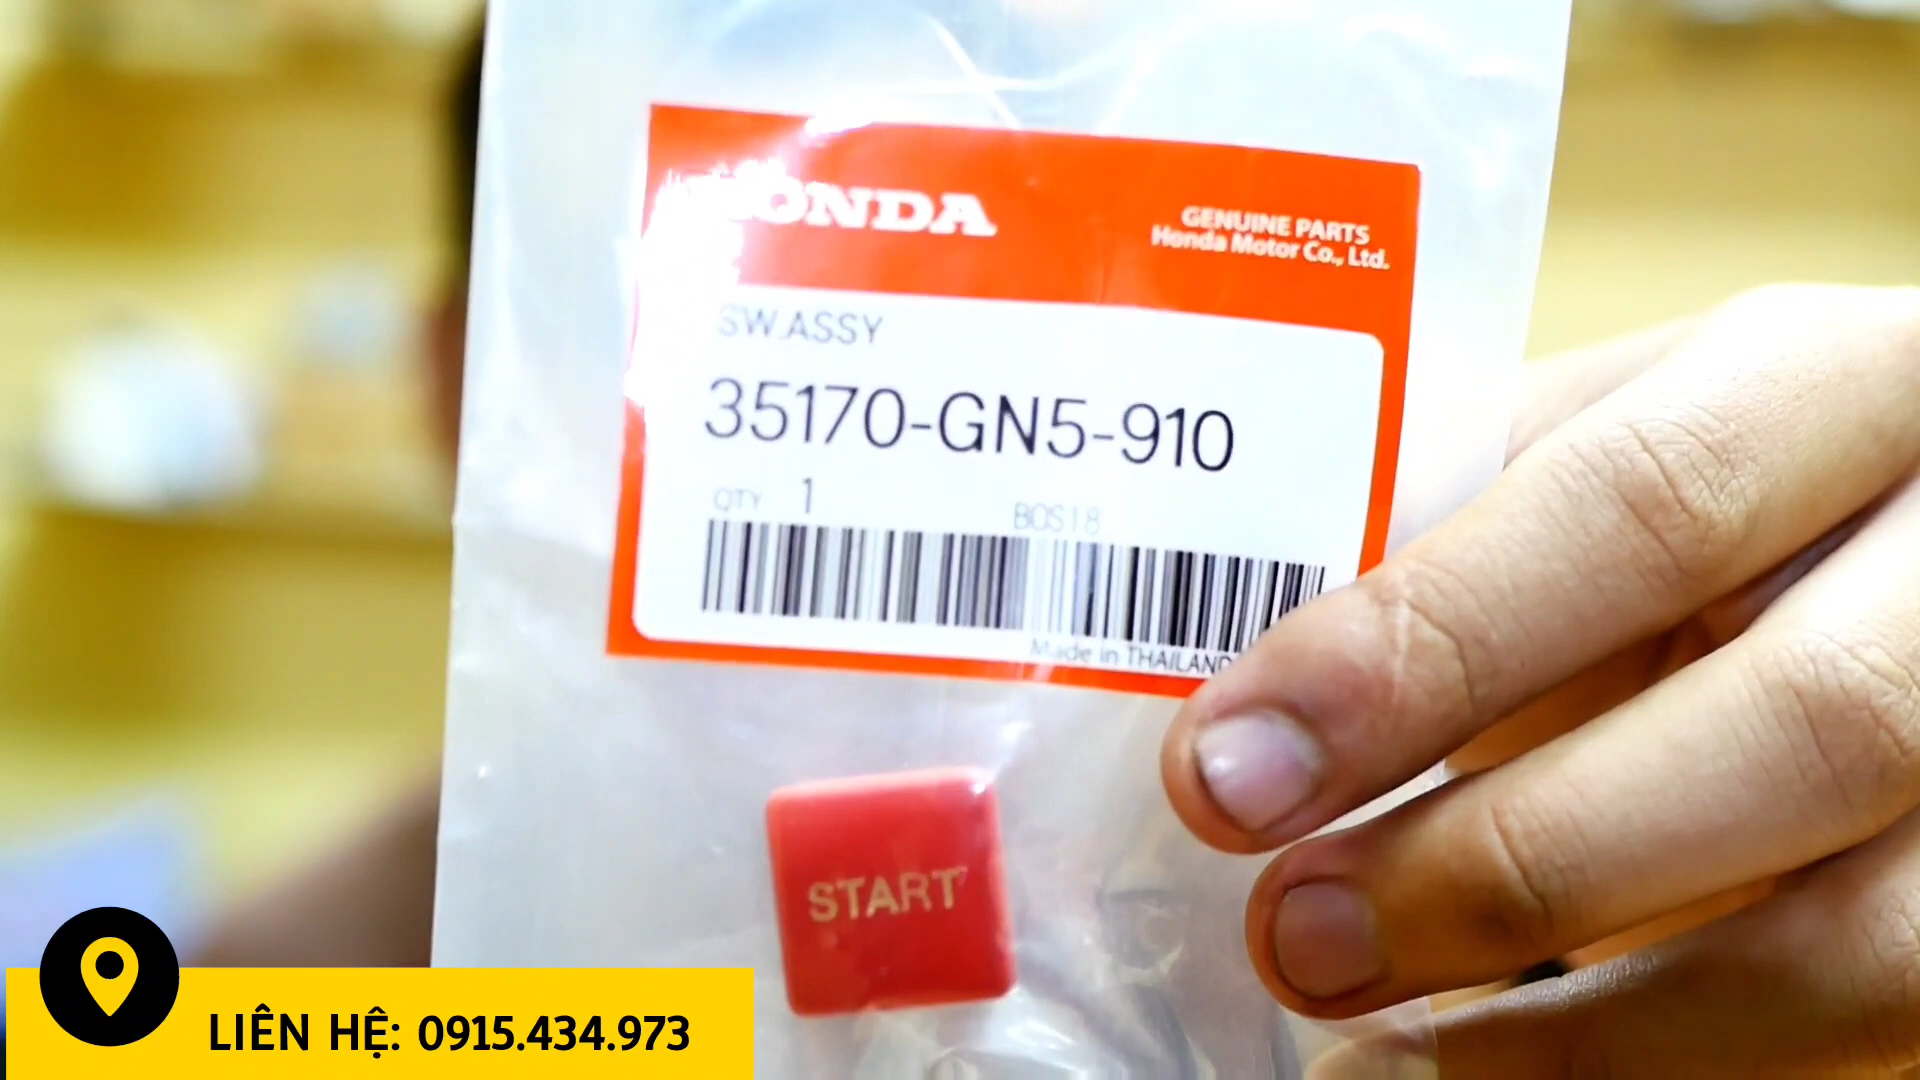 HONDA
GENUINE PARTS
Honda Motor Co., Ltd.
SW.ASSY
35170-GN5-910
QTY 1 BOS18
Made in THAILAND
START
LIÊN HỆ: 0915.434.973